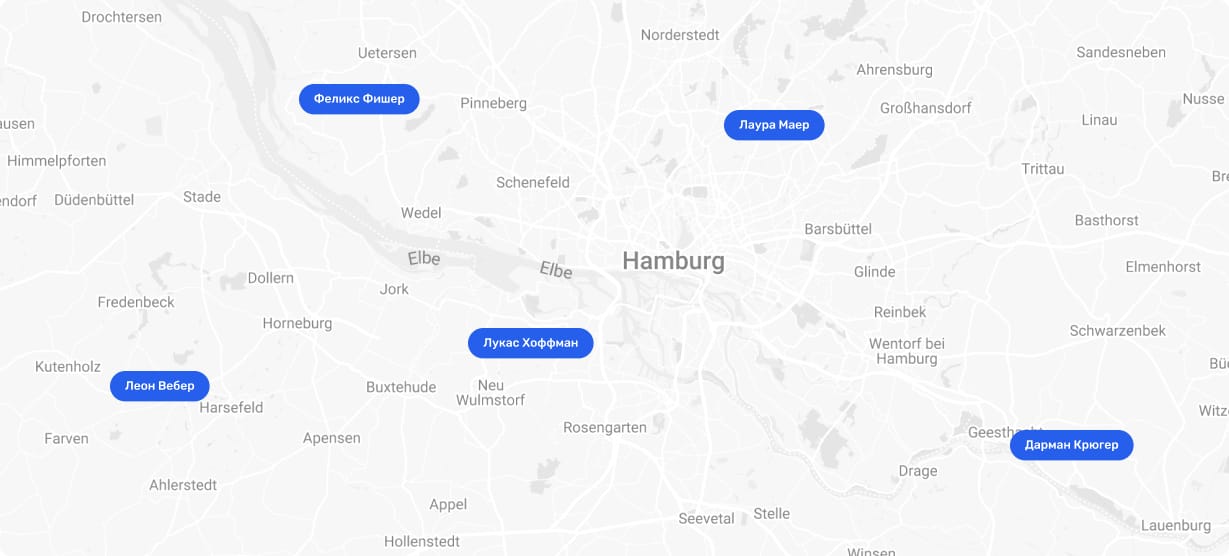 Drochtersen
Norderstedt
Uetersen
Sandesneben
Ahrensburg
Феликс Фишер
Pinneberg
Nusse
Großhansdorf
ausen
Лаура Маер
Linau
Himmelpforten
Trittau
Schenefeld
Bre
endorf
Düdenbüttel
Stade
Wedel
Basthorst
Barsbüttel
Elbe
Elbe
Hamburg
Elmenhorst
Dollern
Glinde
Jork
Fredenbeck
Reinbek
Horneburg
Schwarzenbek
Лукас Хоффман
Wentorf bei
Hamburg
Kutenholz
Bü
Леон Вебер
Buxtehude
Neu
Wulmstorf
Harsefeld
Witz
Rosengarten
Geesthacht
Farven
Apensen
Дарман Крюгер
Drage
Ahlerstedt
Appel
Seevetal
Stelle
Lauenburg
Hollenstedt
Winsen